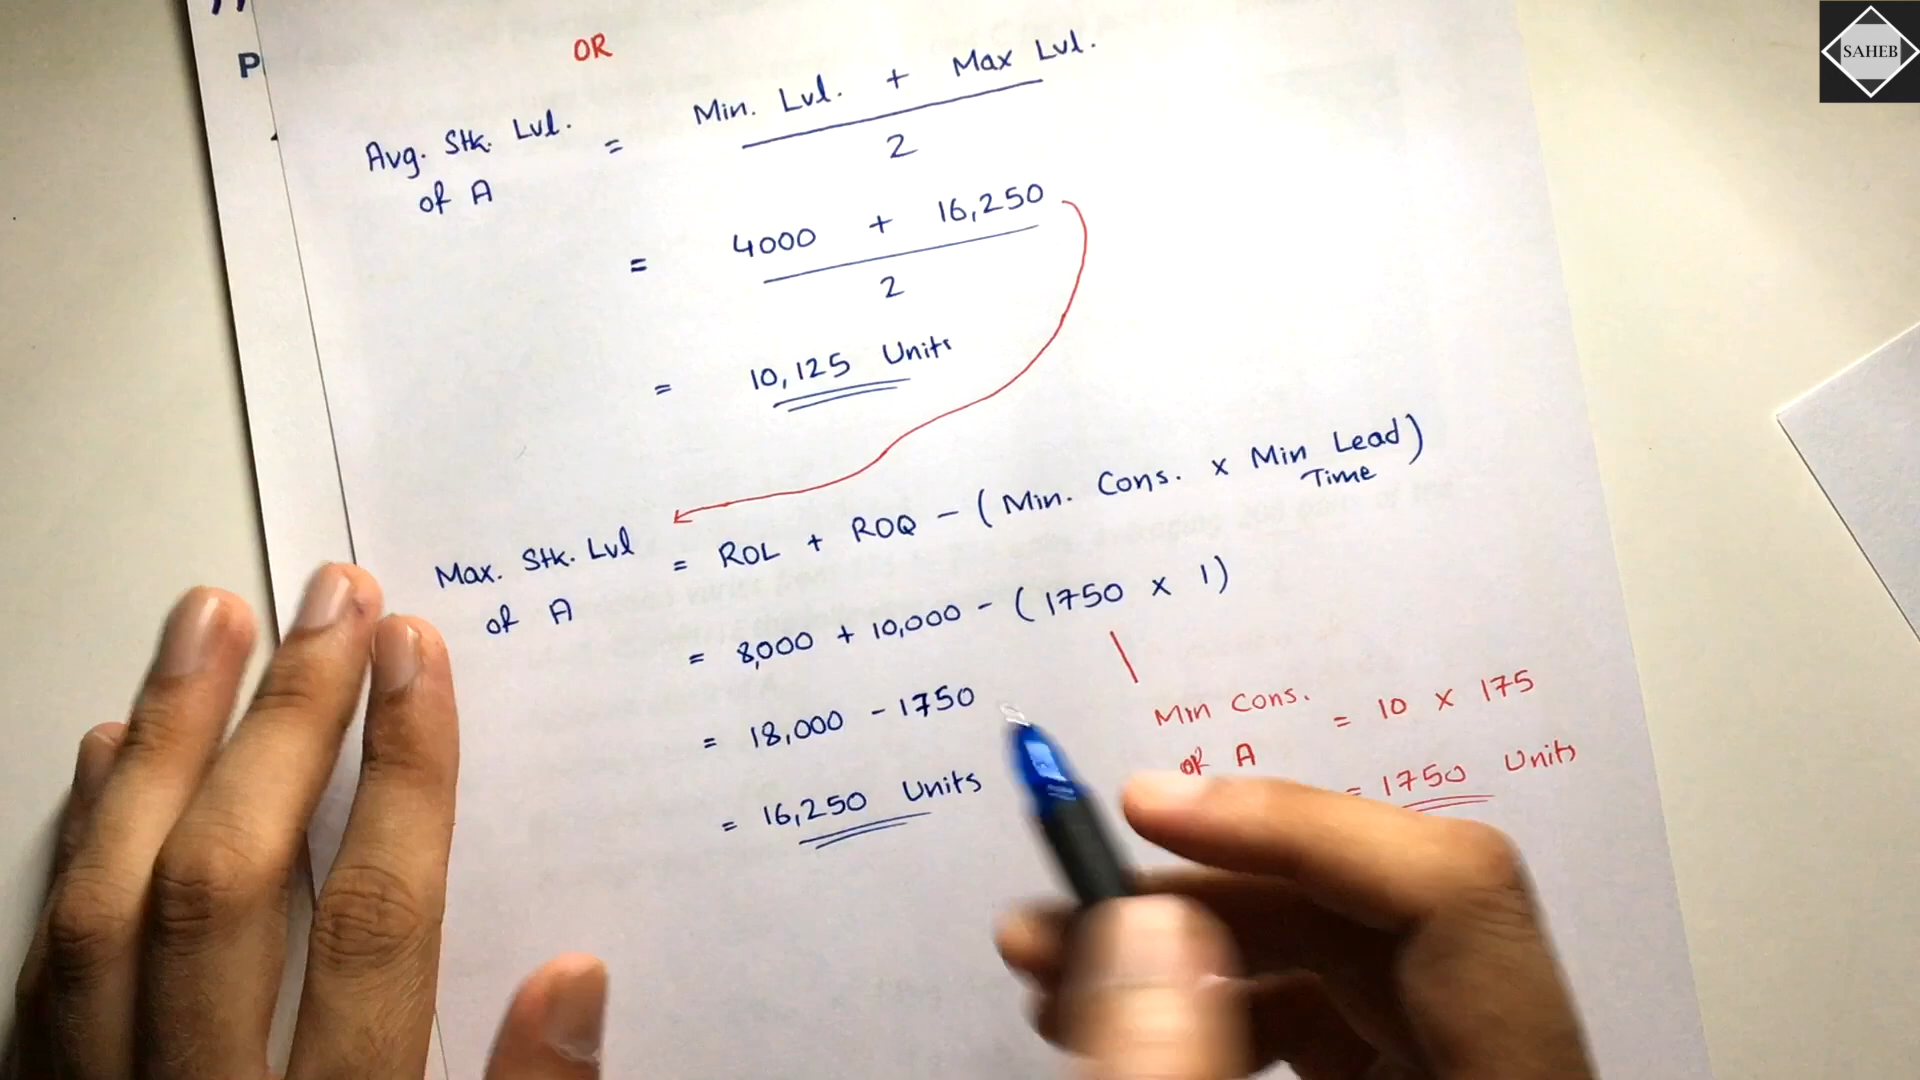 P
SAHEB
OR
Avg. Stk. Lvl. of A = Min. Lvl. + Max Lvl.
2
= 4000 + 16,250
2
= 10,125 Units
Max. Stk. Lvl of A = ROL + ROQ - (Min. Cons. x Min Lead Time)
= 8,000 + 10,000 - (1750 x 1)
= 18,000 - 1750
= 16,250 Units
Min Cons. of A = 10 x 175
= 1750 Units